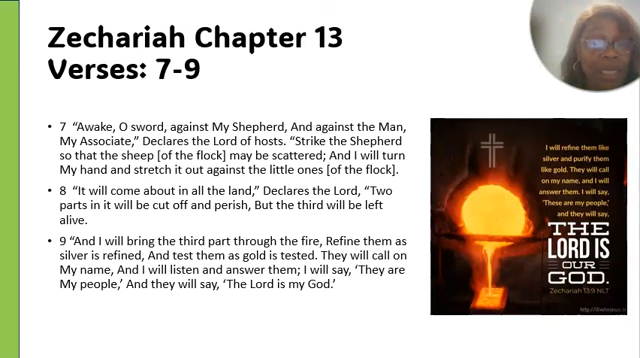 Zechariah Chapter 13
Verses: 7-9
• 7 “Awake, O sword, against My Shepherd, And against the Man,
My Associate,” Declares the Lord of hosts. “Strike the Shepherd
so that the sheep [of the flock] may be scattered; And I will turn
My hand and stretch it out against the little ones [of the flock].
• 8 “It will come about in all the land,” Declares the Lord, “Two
parts in it will be cut off and perish, But the third will be left
alive.
• 9 “And I will bring the third part through the fire, Refine them as
silver is refined, And test them as gold is tested. They will call on
My name, And I will listen and answer them; I will say, ‘They are
My people,’ And they will say, ‘The Lord is my God.’
I will refine them like
silver and purify them
like gold. They will call
on my name, and I will
answer them. I will say,
‘These are my people,’
and they will say,
THE
LORD IS
OUR
GOD.
Zechariah 13:9 NLT